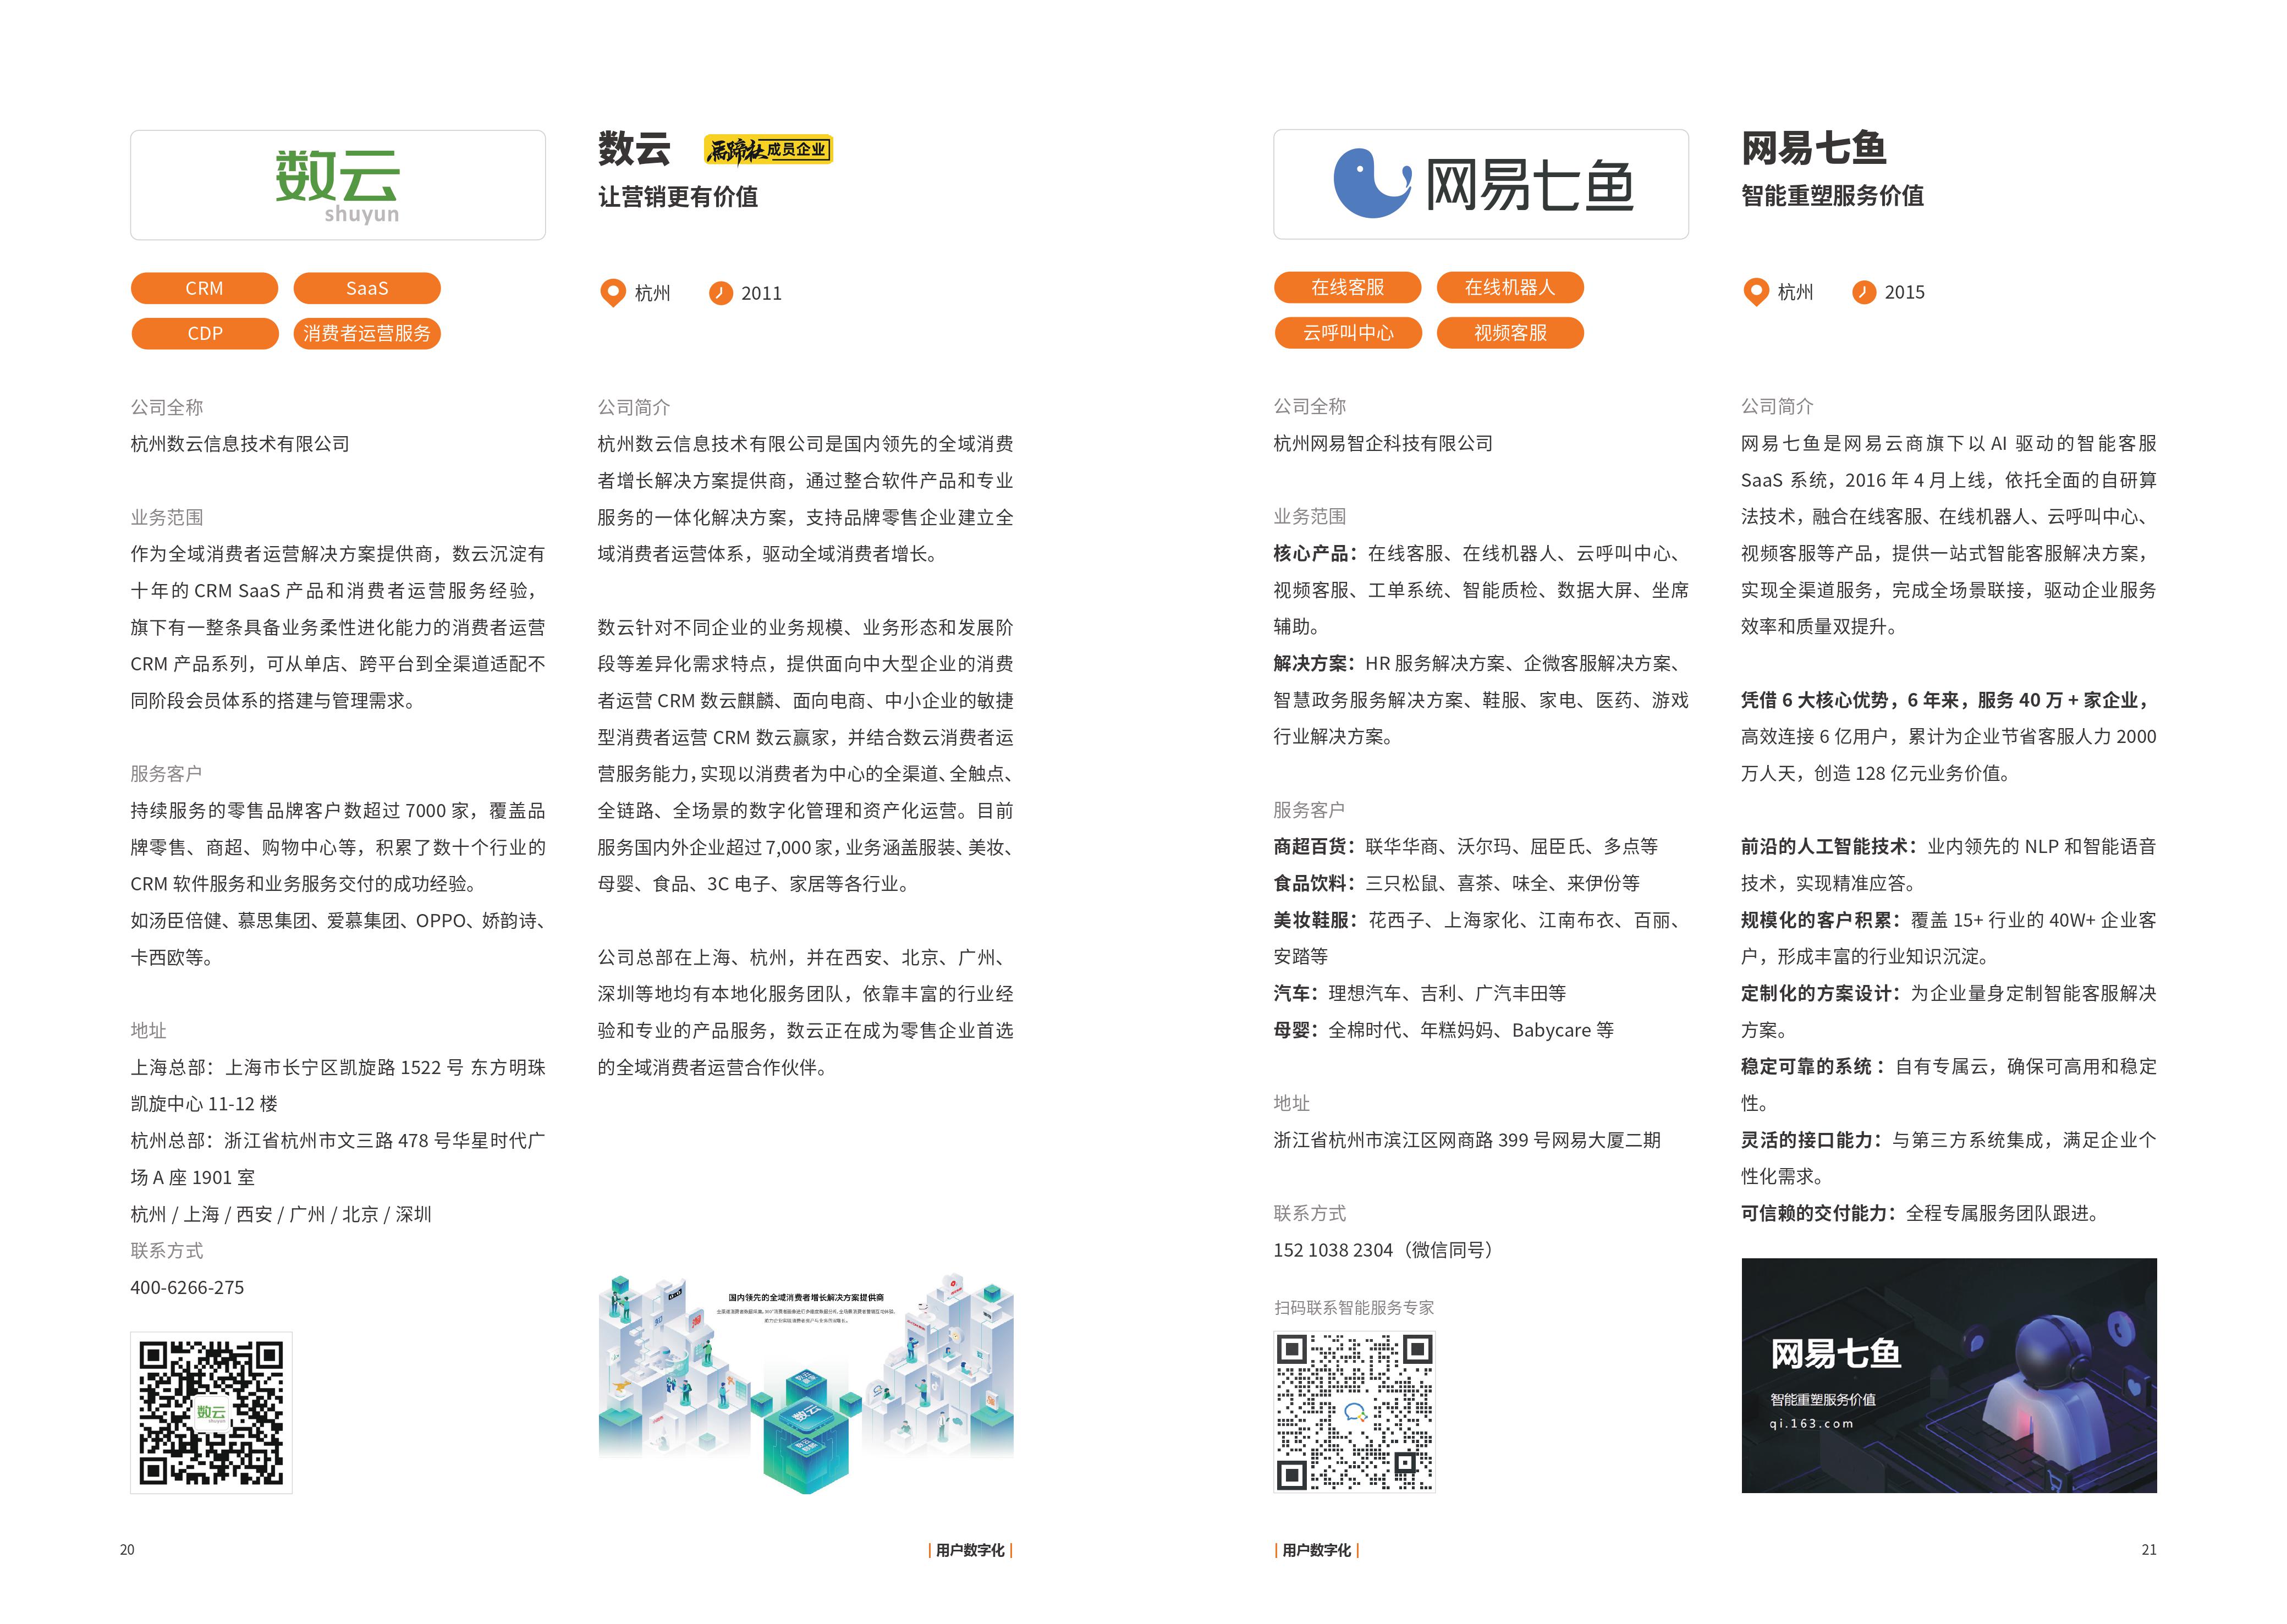 数云
shuyun
数云
馬蹄社成员企业
让营销更有价值
CRM
SaaS
CDP
消费者运营服务
杭州
2011
公司全称
杭州数云信息技术有限公司
业务范围
作为全域消费者运营解决方案提供商，数云沉淀有
十年的 CRM SaaS 产品和消费者运营服务经验，
旗下有一整条具备业务柔性进化能力的消费者运营
CRM 产品系列，可从单店、跨平台到全渠道适配不
同阶段会员体系的搭建与管理需求。
服务客户
持续服务的零售品牌客户数超过 7000 家，覆盖品
牌零售、商超、购物中心等，积累了数十个行业的
CRM 软件服务和业务服务交付的成功经验。
如汤臣倍健、慕思集团、爱慕集团、OPPO、娇韵诗、
卡西欧等。
地址
上海总部：上海市长宁区凯旋路 1522 号 东方明珠
凯旋中心 11-12 楼
杭州总部：浙江省杭州市文三路 478 号华星时代广
场 A 座 1901 室
杭州 / 上海 / 西安 / 广州 / 北京 / 深圳
联系方式
400-6266-275
数云
shuyun
公司简介
杭州数云信息技术有限公司是国内领先的全域消费
者增长解决方案提供商，通过整合软件产品和专业
服务的一体化解决方案，支持品牌零售企业建立全
域消费者运营体系，驱动全域消费者增长。
数云针对不同企业的业务规模、业务形态和发展阶
段等差异化需求特点，提供面向中大型企业的消费
者运营 CRM 数云麒麟、面向电商、中小企业的敏捷
型消费者运营 CRM 数云赢家，并结合数云消费者运
营服务能力，实现以消费者为中心的全渠道、全触点、
全链路、全场景的数字化管理和资产化运营。目前
服务国内外企业超过 7,000 家，业务涵盖服装、美妆、
母婴、食品、3C 电子、家居等各行业。
公司总部在上海、杭州，并在西安、北京、广州、
深圳等地均有本地化服务团队，依靠丰富的行业经
验和专业的产品服务，数云正在成为零售企业首选
的全域消费者运营合作伙伴。
国内领先的全域消费者增长解决方案提供商
数云
20
| 用户数字化 |
网易七鱼
网易七鱼
智能重塑服务价值
在线客服
在线机器人
云呼叫中心
视频客服
杭州
2015
公司全称
杭州网易智企科技有限公司
业务范围
核心产品：在线客服、在线机器人、云呼叫中心、
视频客服、工单系统、智能质检、数据大屏、坐席
辅助。
解决方案：HR 服务解决方案、企微客服解决方案、
智慧政务服务解决方案、鞋服、家电、医药、游戏
行业解决方案。
服务客户
商超百货：联华华商、沃尔玛、屈臣氏、多点等
食品饮料：三只松鼠、喜茶、味全、来伊份等
美妆鞋服：花西子、上海家化、江南布衣、百丽、
安踏等
汽车：理想汽车、吉利、广汽丰田等
母婴：全棉时代、年糕妈妈、Babycare 等
地址
浙江省杭州市滨江区网商路 399 号网易大厦二期
联系方式
152 1038 2304（微信同号）
扫码联系智能服务专家
公司简介
网易七鱼是网易云商旗下以 AI 驱动的智能客服
SaaS 系统，2016 年 4 月上线，依托全面的自研算
法技术，融合在线客服、在线机器人、云呼叫中心、
视频客服等产品，提供一站式智能客服解决方案，
实现全渠道服务，完成全场景联接，驱动企业服务
效率和质量双提升。
凭借 6 大核心优势，6 年来，服务 40 万 + 家企业，
高效连接 6 亿用户，累计为企业节省客服人力 2000
万人天，创造 128 亿元业务价值。
前沿的人工智能技术：业内领先的 NLP 和智能语音
技术，实现精准应答。
规模化的客户积累：覆盖 15+ 行业的 40W+ 企业客
户，形成丰富的行业知识沉淀。
定制化的方案设计：为企业量身定制智能客服解决
方案。
稳定可靠的系统 ：自有专属云，确保可高用和稳定
性。
灵活的接口能力：与第三方系统集成，满足企业个
性化需求。
可信赖的交付能力：全程专属服务团队跟进。
网易七鱼
智能重塑服务价值
qi.163.com
| 用户数字化 |
21